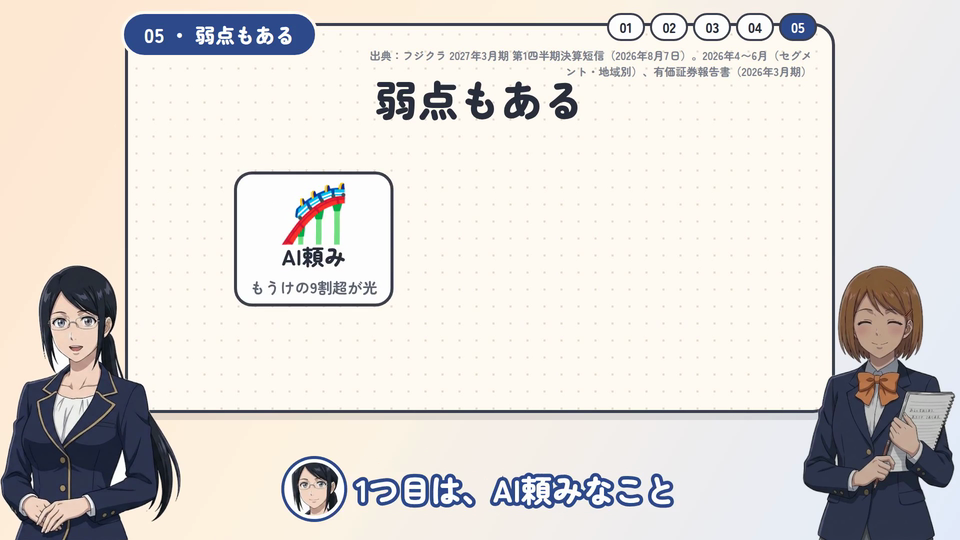 05 ・ 弱点もある
01 02 03 04 05
出典：フジクラ 2027年3月期 第1四半期決算短信（2026年8月7日）。2026年4〜6月（セグメ
ント・地域別）、有価証券報告書（2026年3月期）
弱点もある
AI頼み
もうけの9割超が光
1つ目は、AI頼みなこと